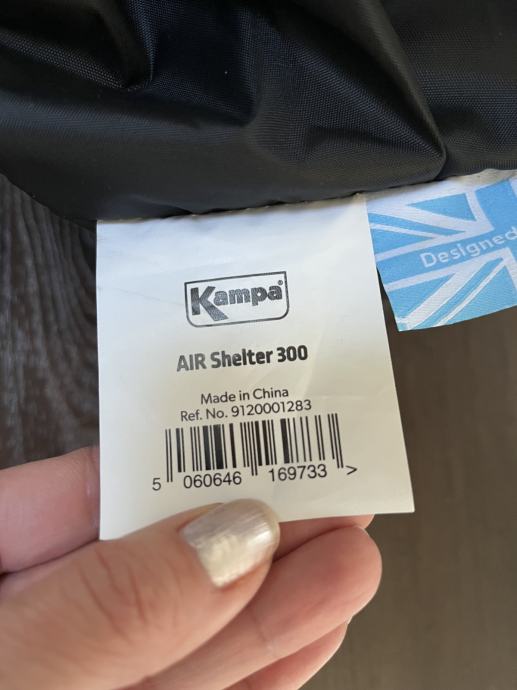 Kampa®
AIR Shelter 300
Made in China
Ref. No. 9120001283
5 060646 169733 >
Designed